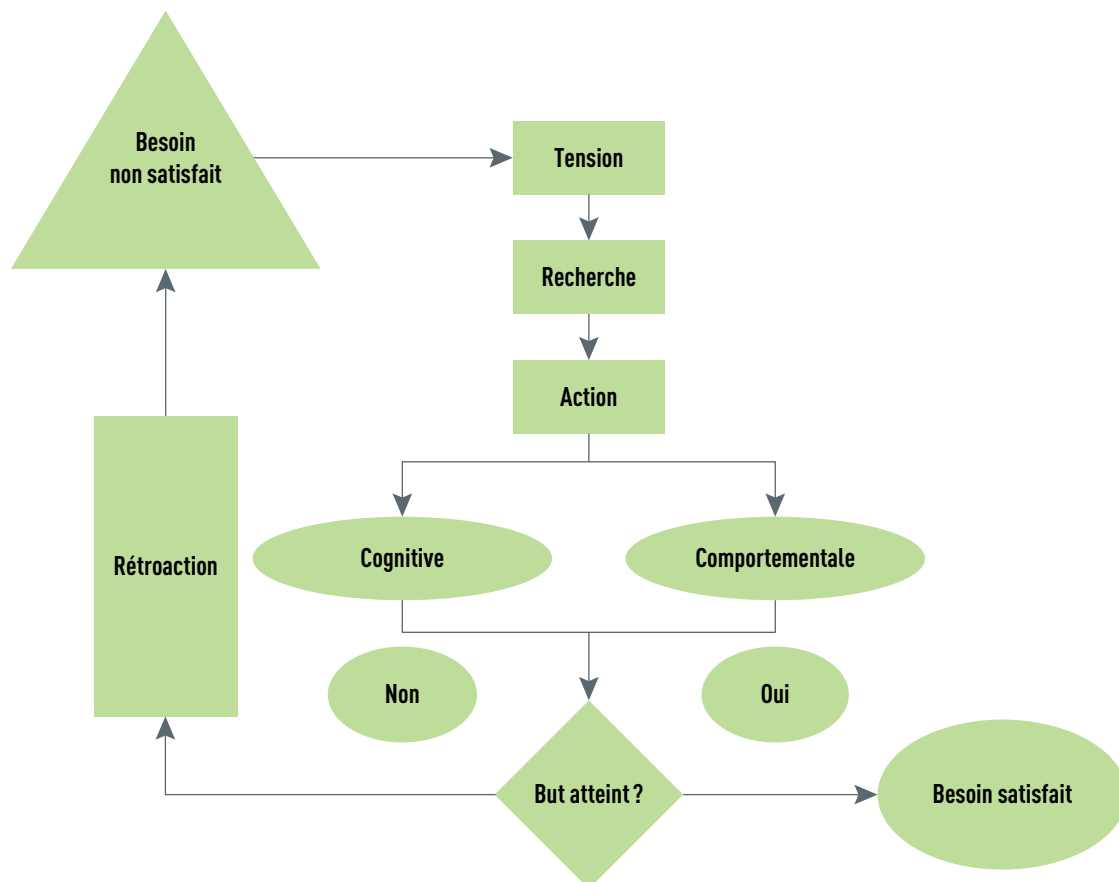 Besoin
non satisfait
Tension
Recherche
Action
Rétroaction
Cognitive
Comportementale
Non
Oui
But atteint ?
Besoin satisfait